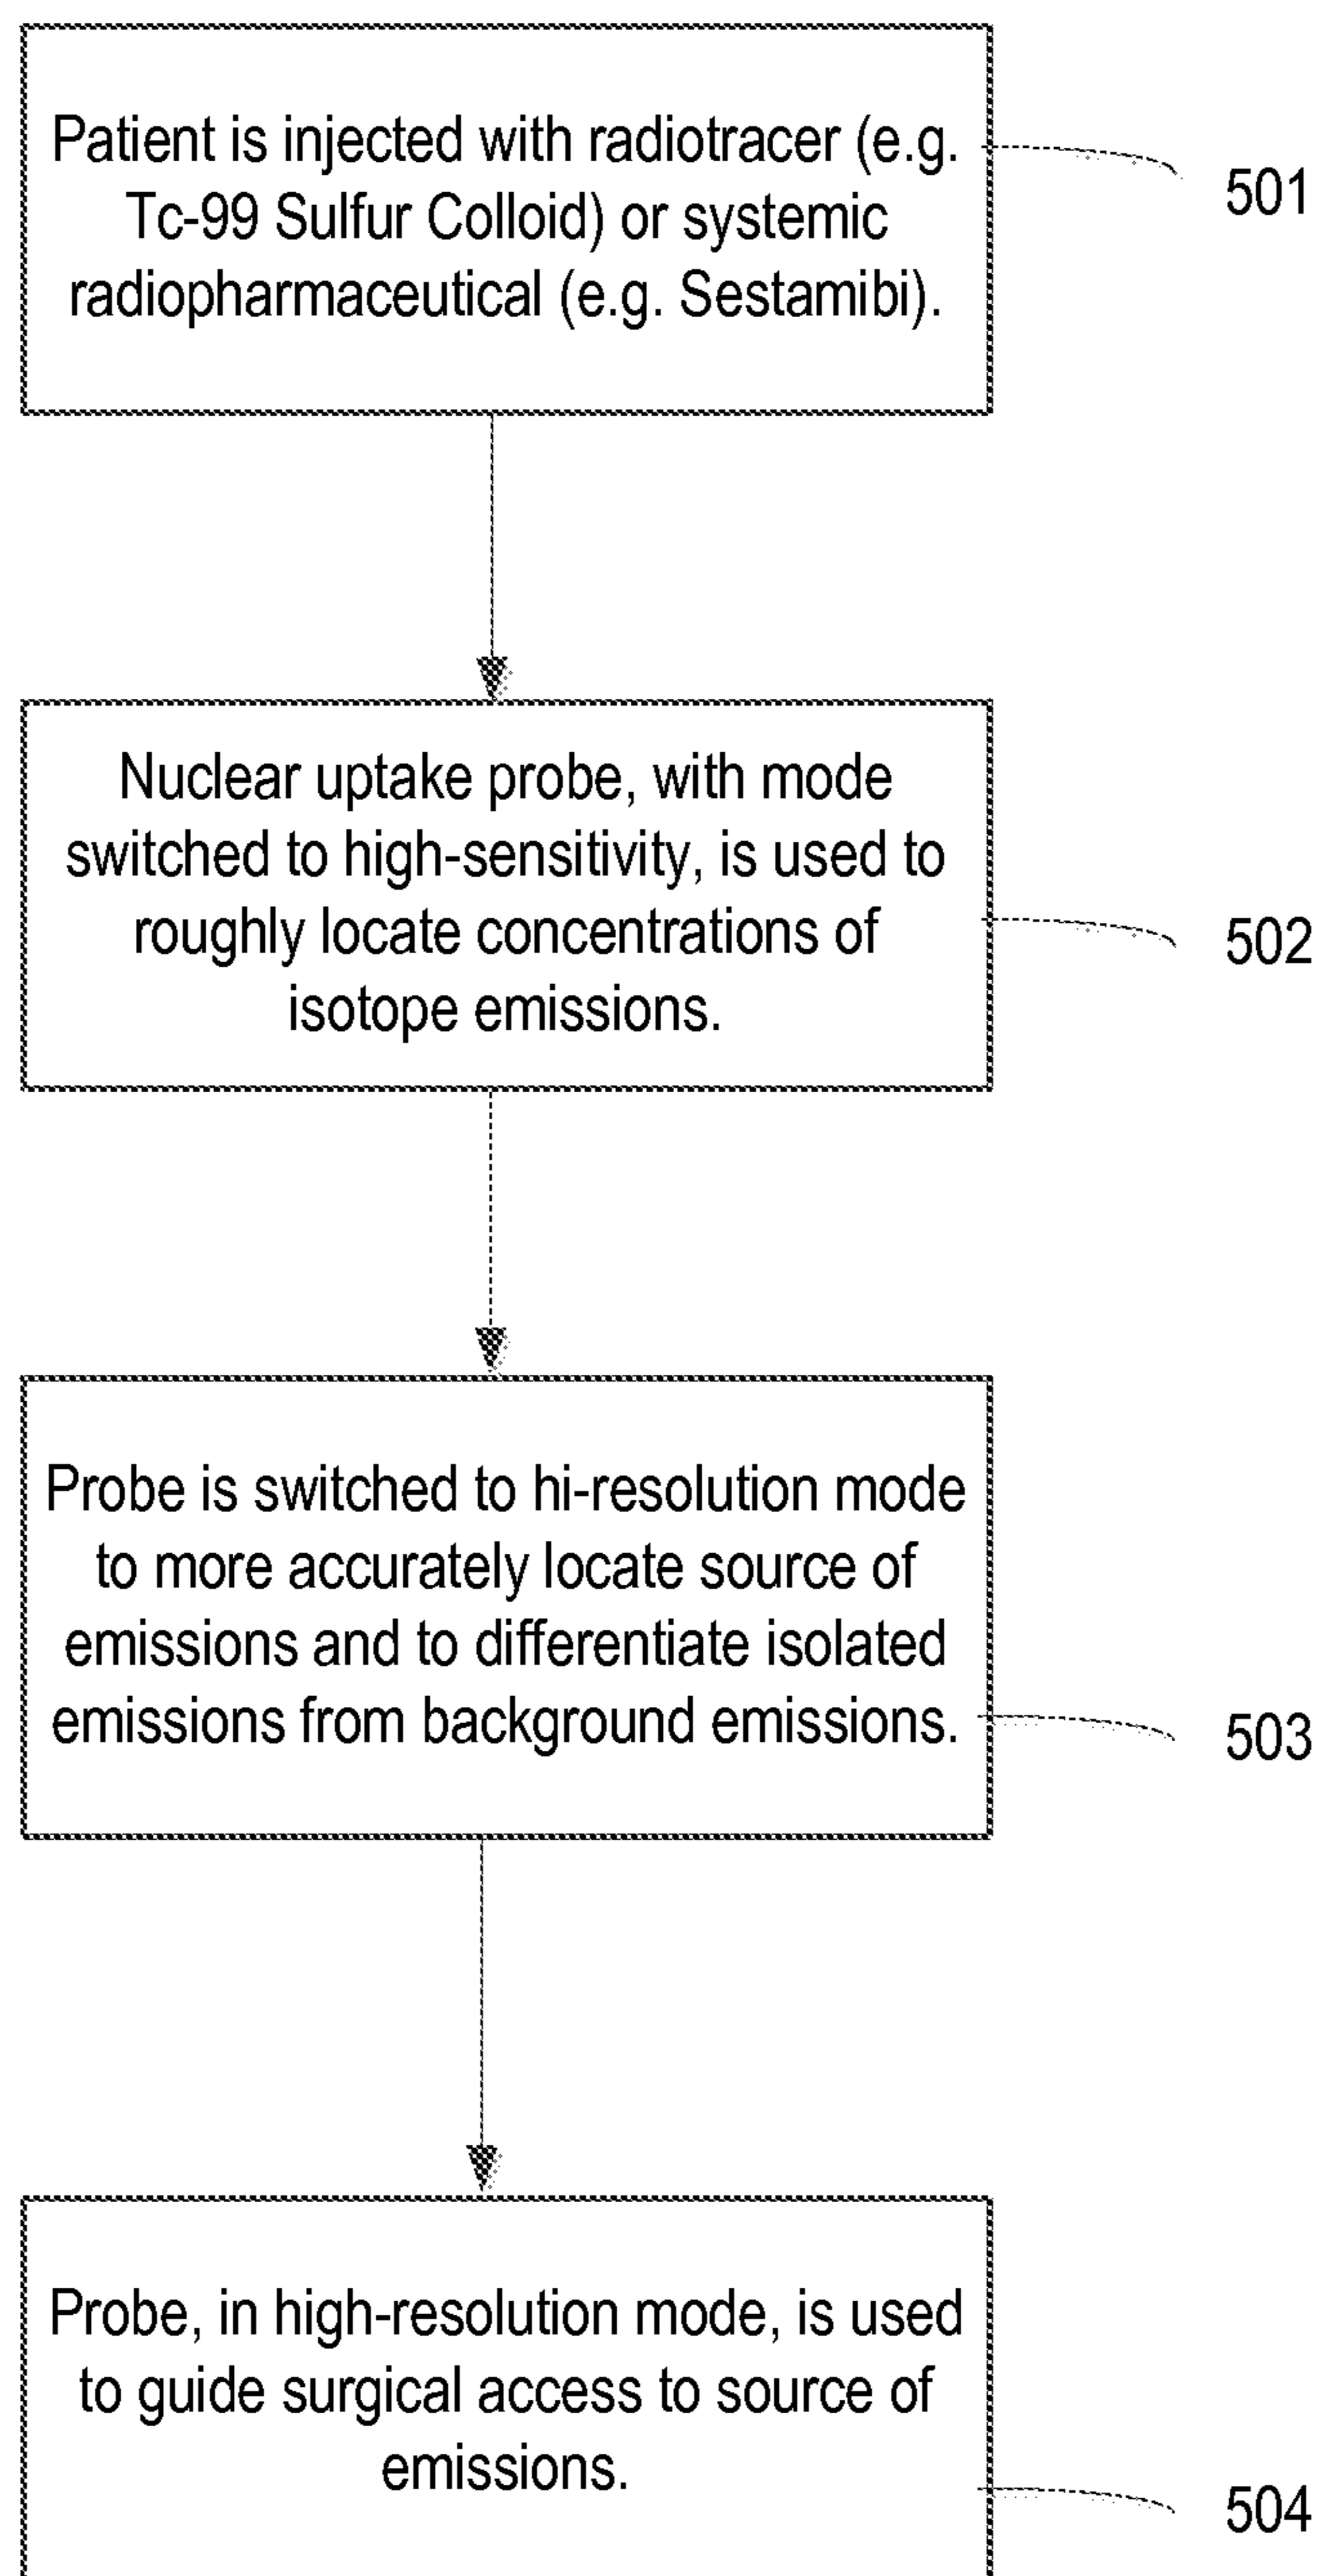 Patient is injected with radiotracer (e.g.
Tc-99 Sulfur Colloid) or systemic
radiopharmaceutical (e.g. Sestamibi).
501
Nuclear uptake probe, with mode
switched to high-sensitivity, is used to
roughly locate concentrations of
isotope emissions.
502
Probe is switched to hi-resolution mode
to more accurately locate source of
emissions and to differentiate isolated
emissions from background emissions.
503
Probe, in high-resolution mode, is used
to guide surgical access to source of
emissions.
504